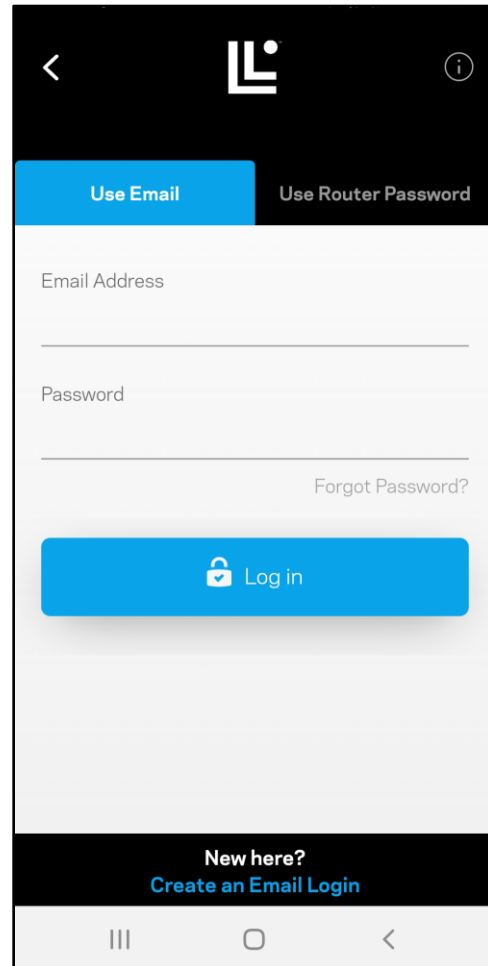 Use Email
Use Router Password
Email Address
Password
Forgot Password?
Log in
New here?
Create an Email Login